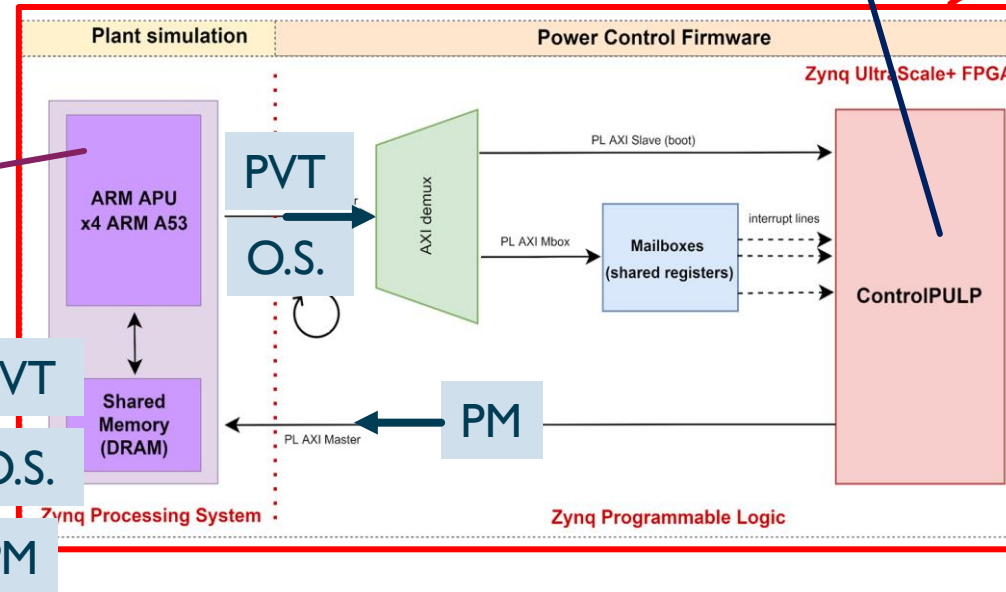 Plant simulation
Power Control Firmware
Zynq UltraScale+ FPGA
PL AXI Slave (boot)
PVT
ARM APU
x4 ARM A53
AXI demux
interrupt lines
PL AXI Mbox
Mailboxes
(shared registers)
O.S.
ControlPULP
VT
Shared
Memory
(DRAM)
PM
PL AXI Master
O.S.
Zynq Processing System
Zynq Programmable Logic
PM